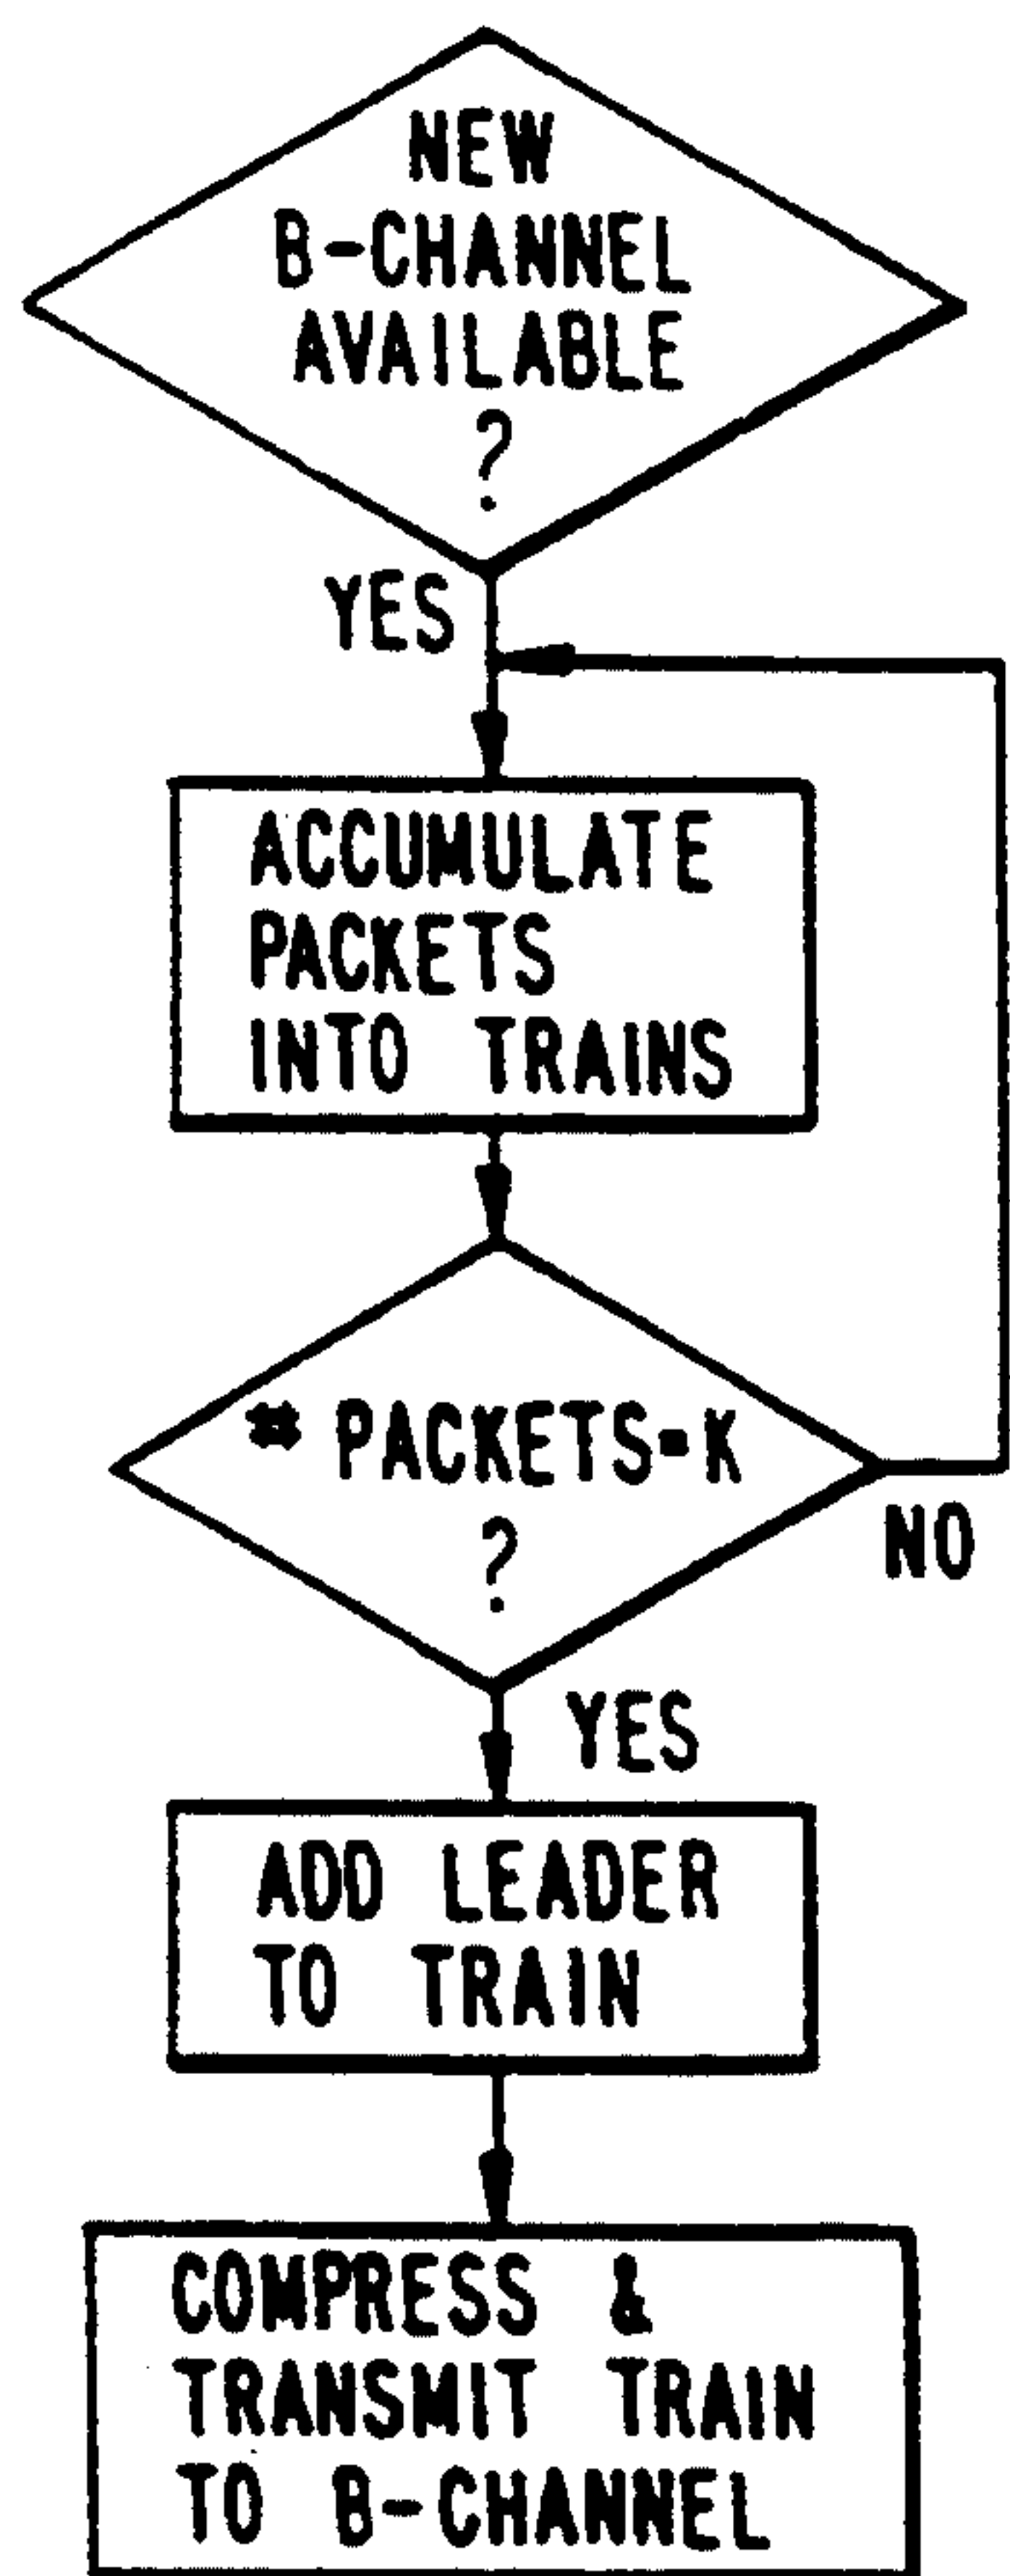 NEW
B-CHANNEL
AVAILABLE
?
YES
ACCUMULATE
PACKETS
INTO TRAINS
# PACKETS=K
?
NO
YES
ADD LEADER
TO TRAIN
COMPRESS &
TRANSMIT TRAIN
TO B-CHANNEL